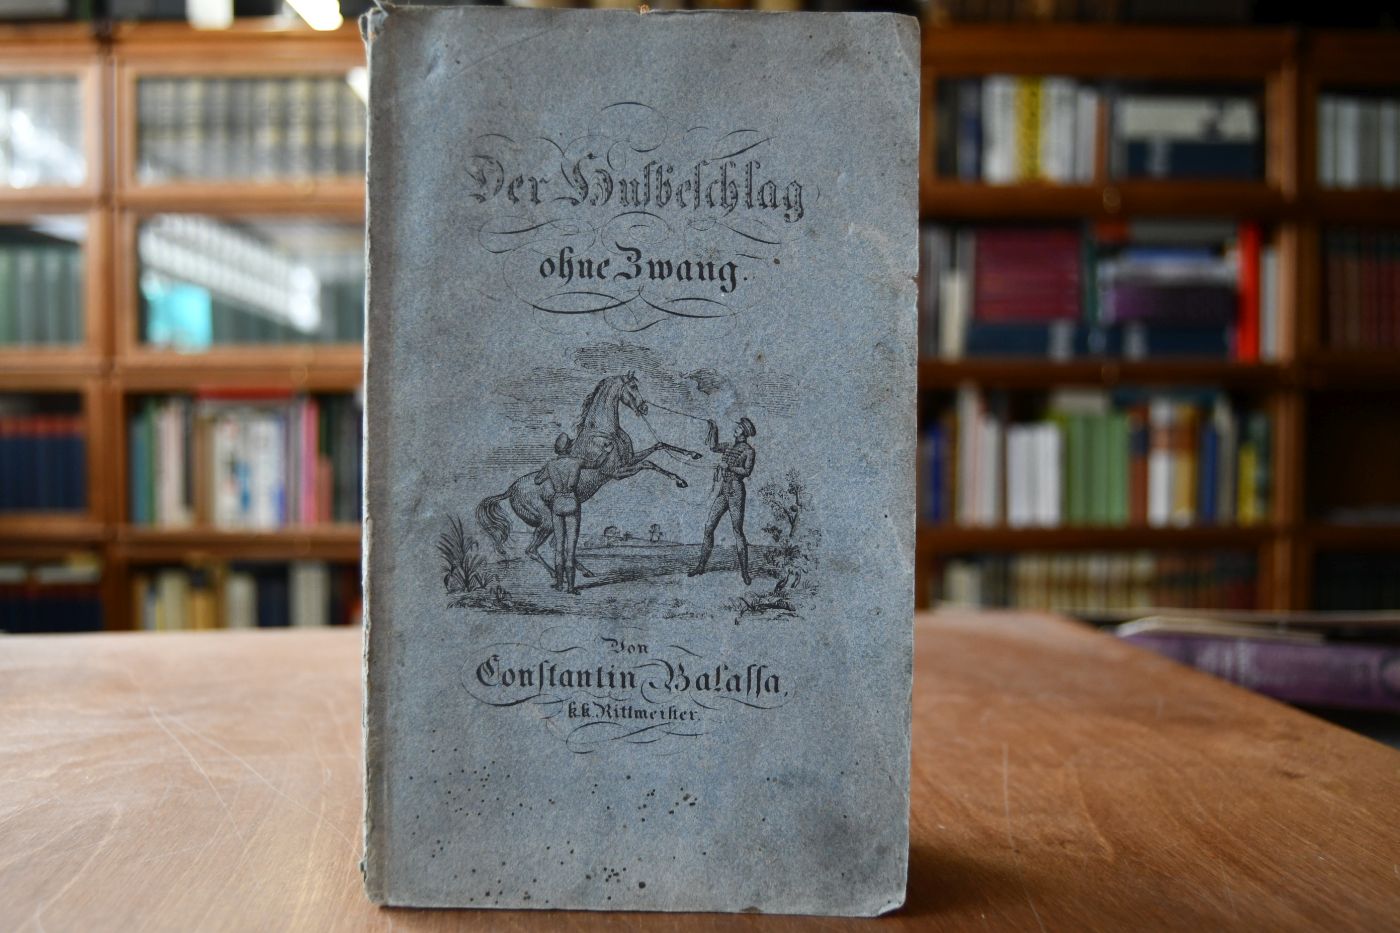 Der Hufbeschlag
ohne Zwang.
Von
Constantin Balassa,
k.k. Rittmeister.